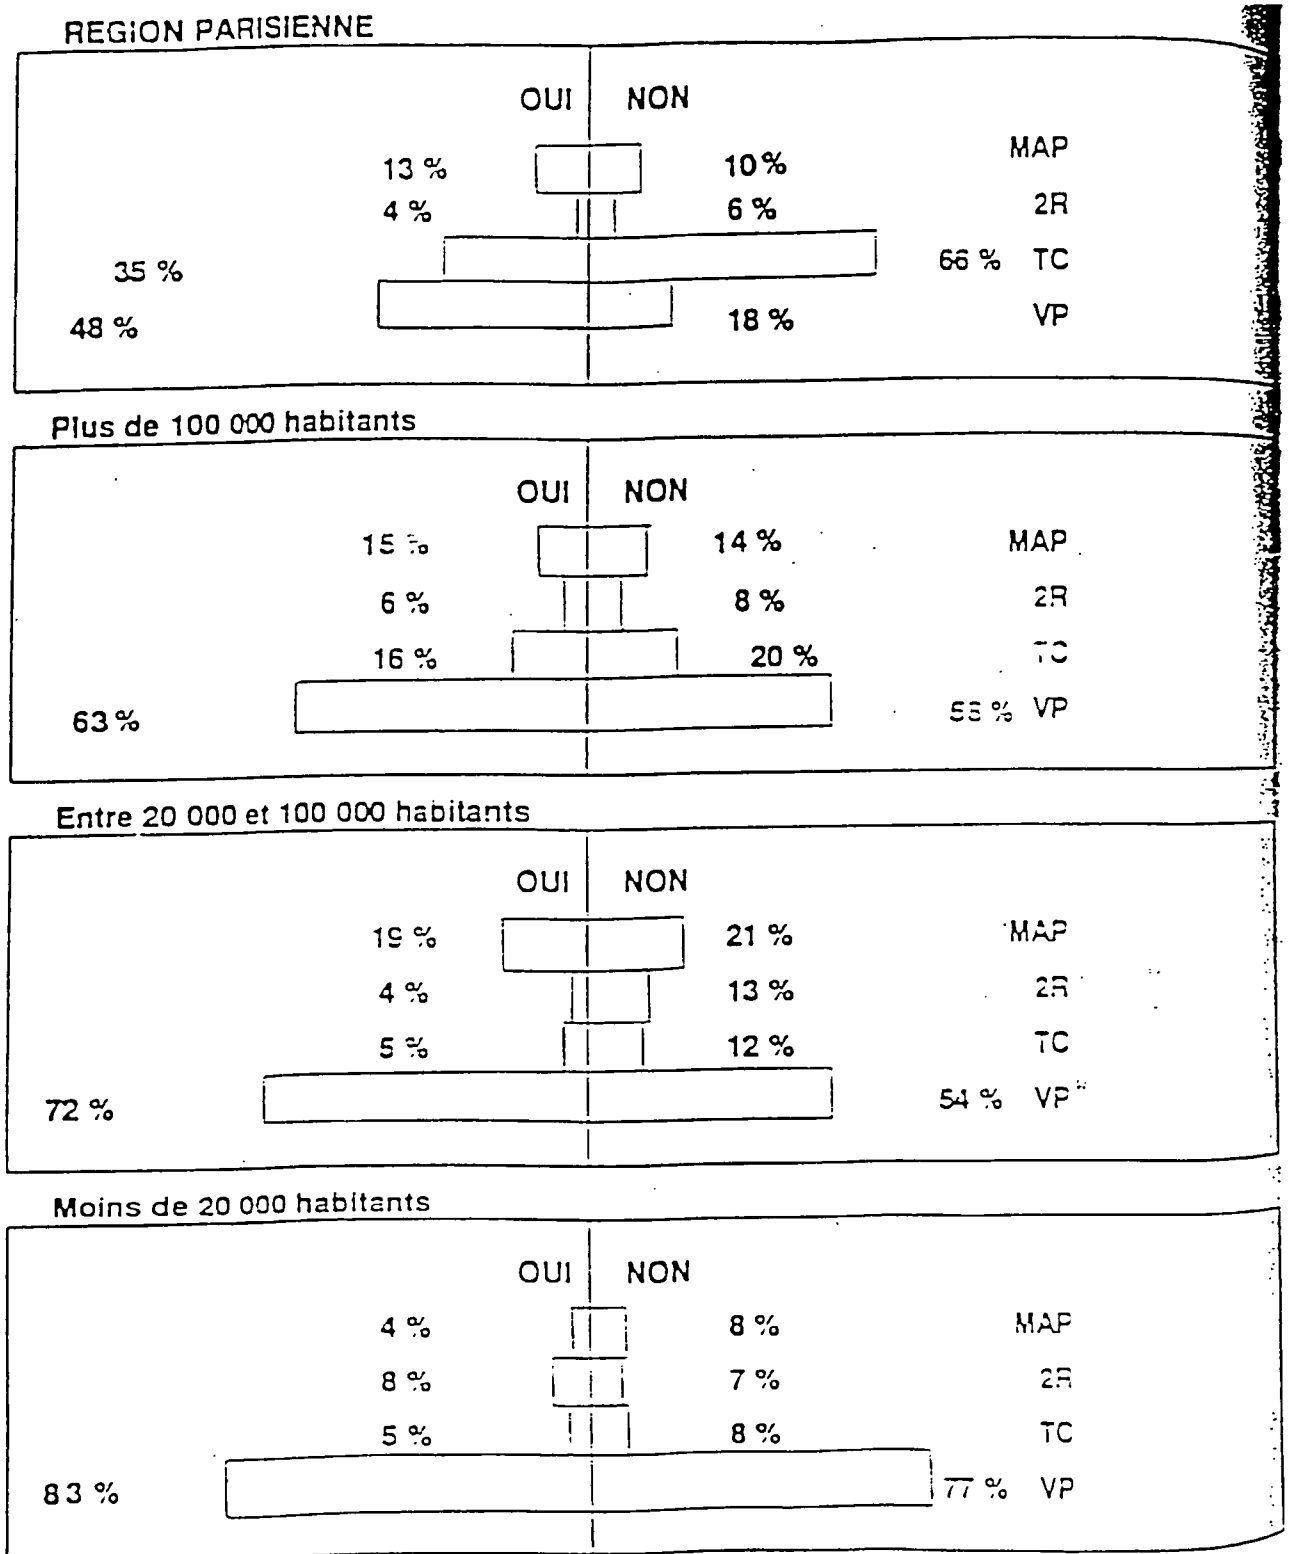 REGION PARISIENNE
OUI NON
13 % 10 % MAP
4 % 6 % 2R
35 % 66 % TC
48 % 18 % VP
Plus de 100 000 habitants
OUI NON
15 % 14 % MAP
6 % 8 % 2R
16 % 20 % TC
63 % VP
Entre 20 000 et 100 000 habitants
OUI NON
19 % 21 % MAP
4 % 13 % 2R
5 % 12 % TC
72 % 54 % VP
Moins de 20 000 habitants
OUI NON
4 % 8 % MAP
8 % 7 % 2R
5 % 8 % TC
83 % 77 % VP